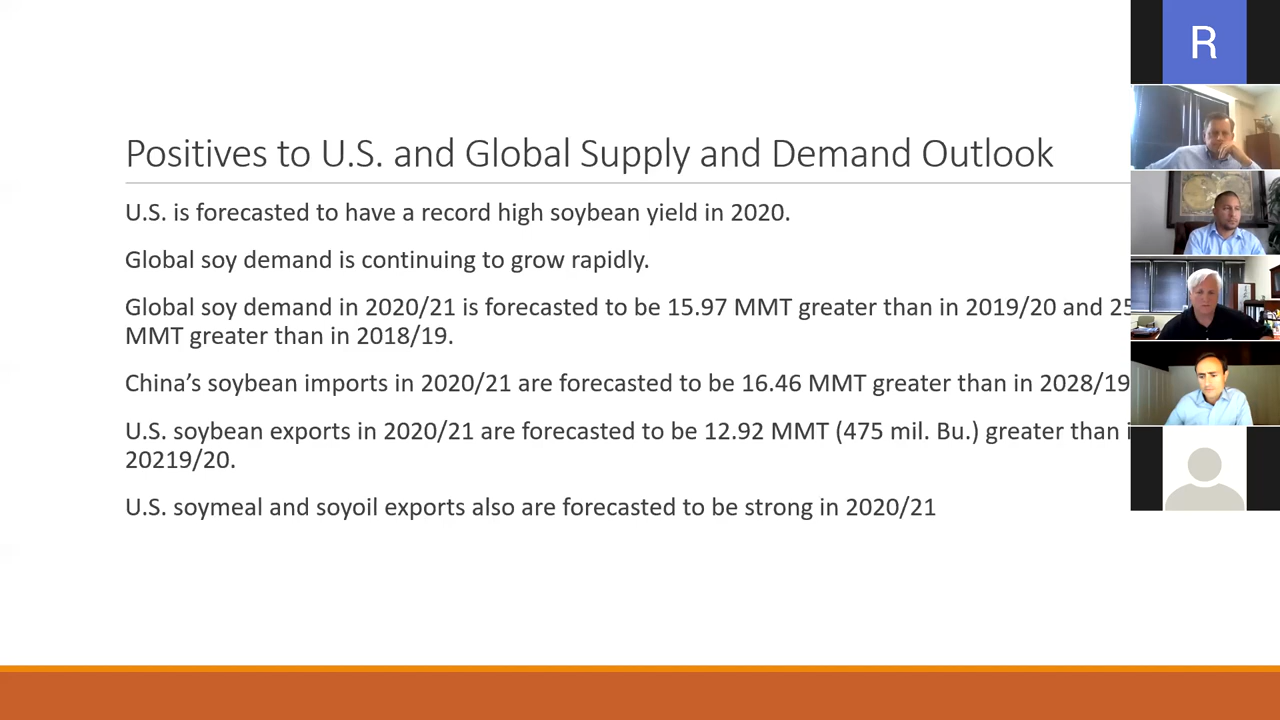 Positives to U.S. and Global Supply and Demand Outlook
U.S. is forecasted to have a record high soybean yield in 2020.
Global soy demand is continuing to grow rapidly.
Global soy demand in 2020/21 is forecasted to be 15.97 MMT greater than in 2019/20 and
MMT greater than in 2018/19.
China’s soybean imports in 2020/21 are forecasted to be 16.46 MMT greater than in 2028/19
U.S. soybean exports in 2020/21 are forecasted to be 12.92 MMT (475 mil. Bu.) greater than
20219/20.
U.S. soymeal and soyoil exports also are forecasted to be strong in 2020/21
R